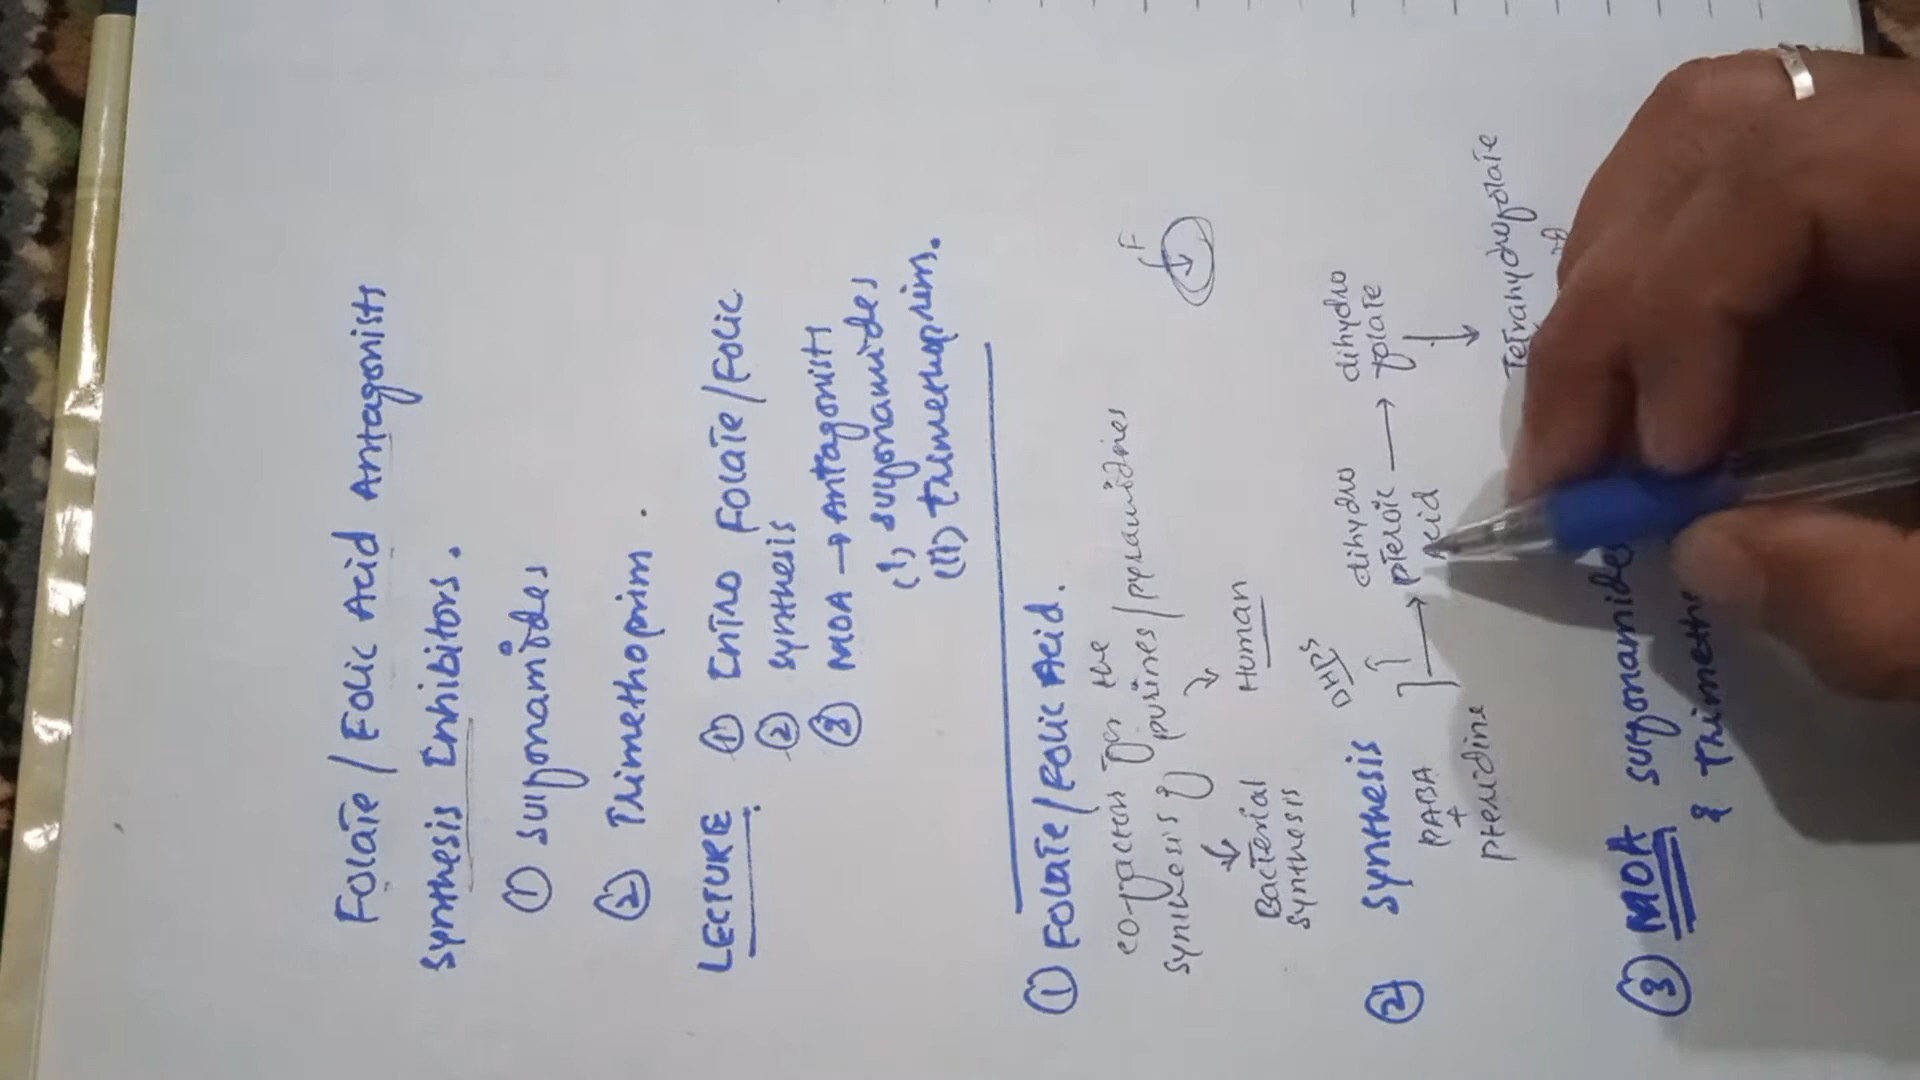 Folate / Folic Acid Antagonists
Synthesis Inhibitors.
① Sulfonamides
② Trimethoprim.
LECTURE ① Intro Folate / Folic
② Synthesis
③ MOA → Antagonists
(i) Sulfonamides
(ii) Trimethoprim.
① Folate / Folic Acid.
co-factor for the
synthesis of purines / pyramidines
Bacterial
synthesis
Human
F
② Synthesis
DHPS
PABA
+
pteridine
dihydro
pteroic
acid
dihydro
folate
Tetrahydrofolate
③ MOA Sulfonamides
& Trimetho